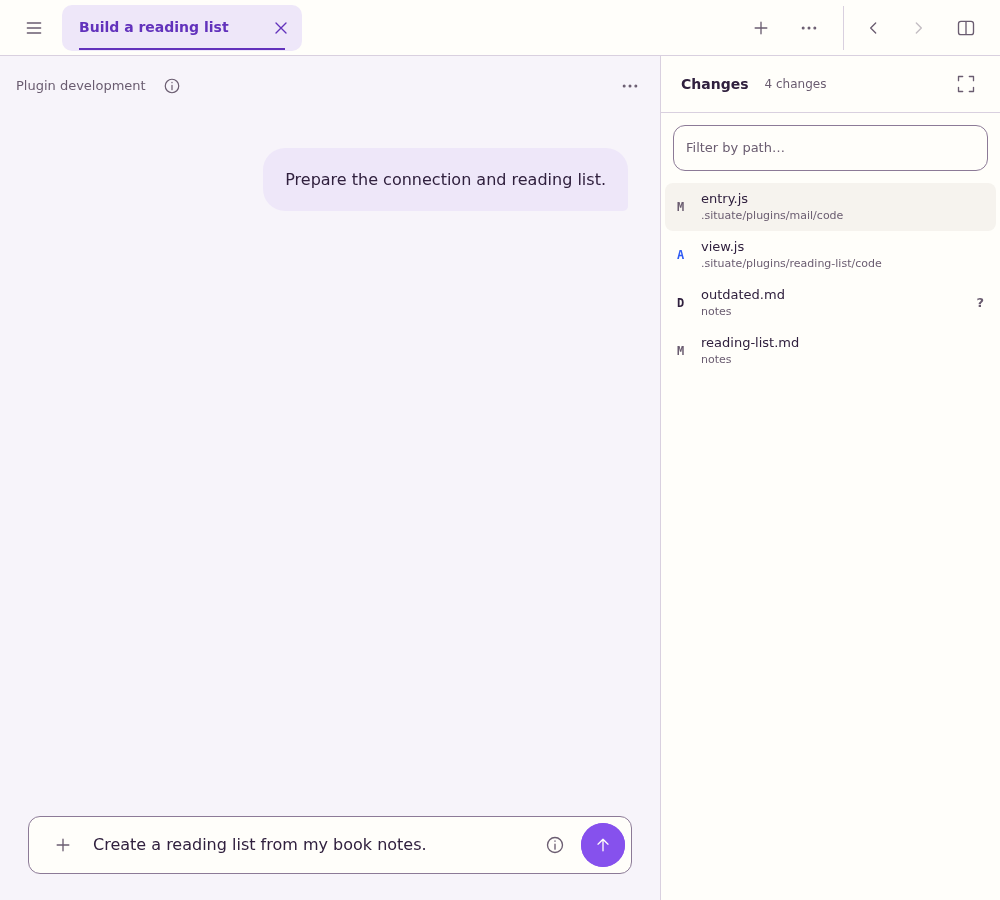 Build a reading list
Plugin development
Prepare the connection and reading list.
Create a reading list from my book notes.
Changes 4 changes
Filter by path...
M entry.js
.situate/plugins/mail/code
A view.js
.situate/plugins/reading-list/code
D outdated.md ?
notes
M reading-list.md
notes